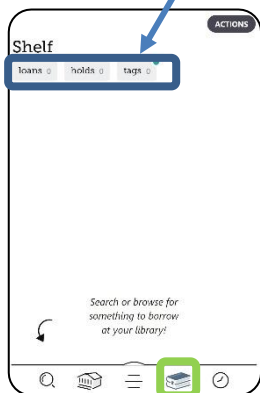 ACTIONS
Shelf
loans 0 holds 0 tags 0
Search or browse for
something to borrow
at your library!